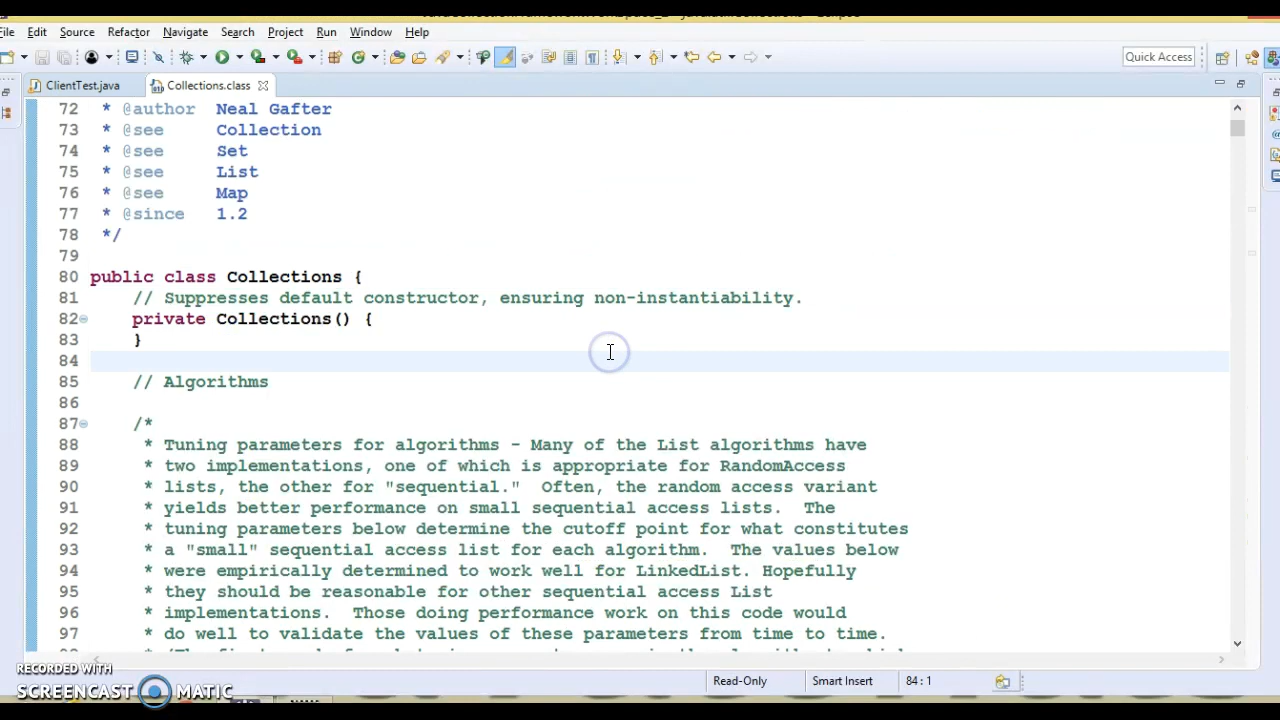 File Edit Source Refactor Navigate Search Project Run Window Help
Quick Access
ClientTest.java Collections.class
72 * @author Neal Gafter
73 * @see Collection
74 * @see Set
75 * @see List
76 * @see Map
77 * @since 1.2
78 */
79
80 public class Collections {
81 // Suppresses default constructor, ensuring non-instantiability.
82 private Collections() {
83 }
84
85 // Algorithms
86
87 /*
88 * Tuning parameters for algorithms - Many of the List algorithms have
89 * two implementations, one of which is appropriate for RandomAccess
90 * lists, the other for "sequential." Often, the random access variant
91 * yields better performance on small sequential access lists. The
92 * tuning parameters below determine the cutoff point for what constitutes
93 * a "small" sequential access list for each algorithm. The values below
94 * were empirically determined to work well for LinkedList. Hopefully
95 * they should be reasonable for other sequential access List
96 * implementations. Those doing performance work on this code would
97 * do well to validate the values of these parameters from time to time.
RECORDED WITH
SCREENCAST MATIC
Read-Only Smart Insert 84 : 1